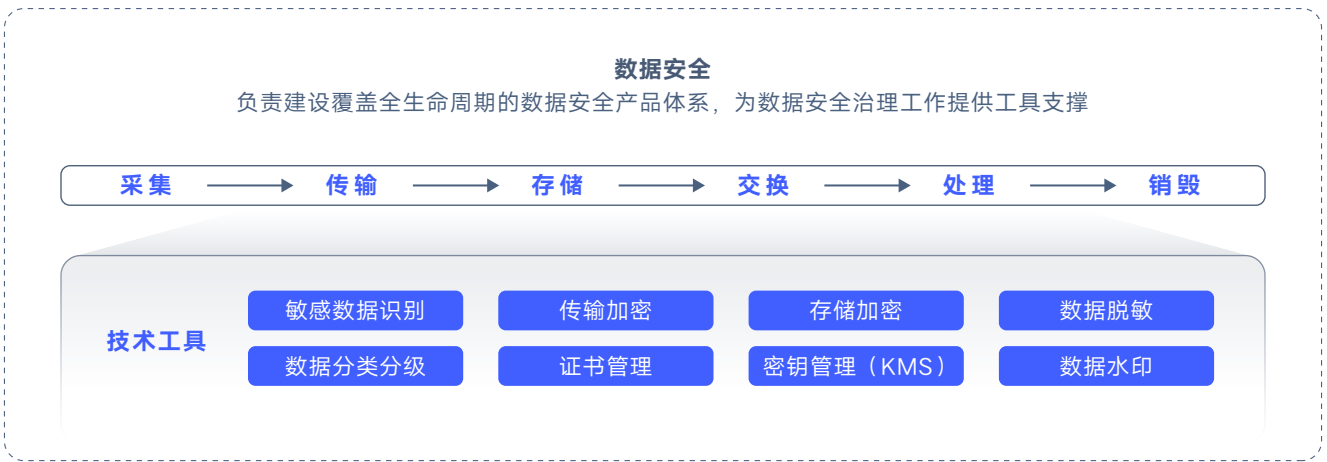 数据安全
负责建设覆盖全生命周期的数据安全产品体系，为数据安全治理工作提供工具支撑
采集 传输 存储 交换 处理 销毁
敏感数据识别 传输加密 存储加密 数据脱敏
技术工具
数据分类分级 证书管理 密钥管理（KMS） 数据水印